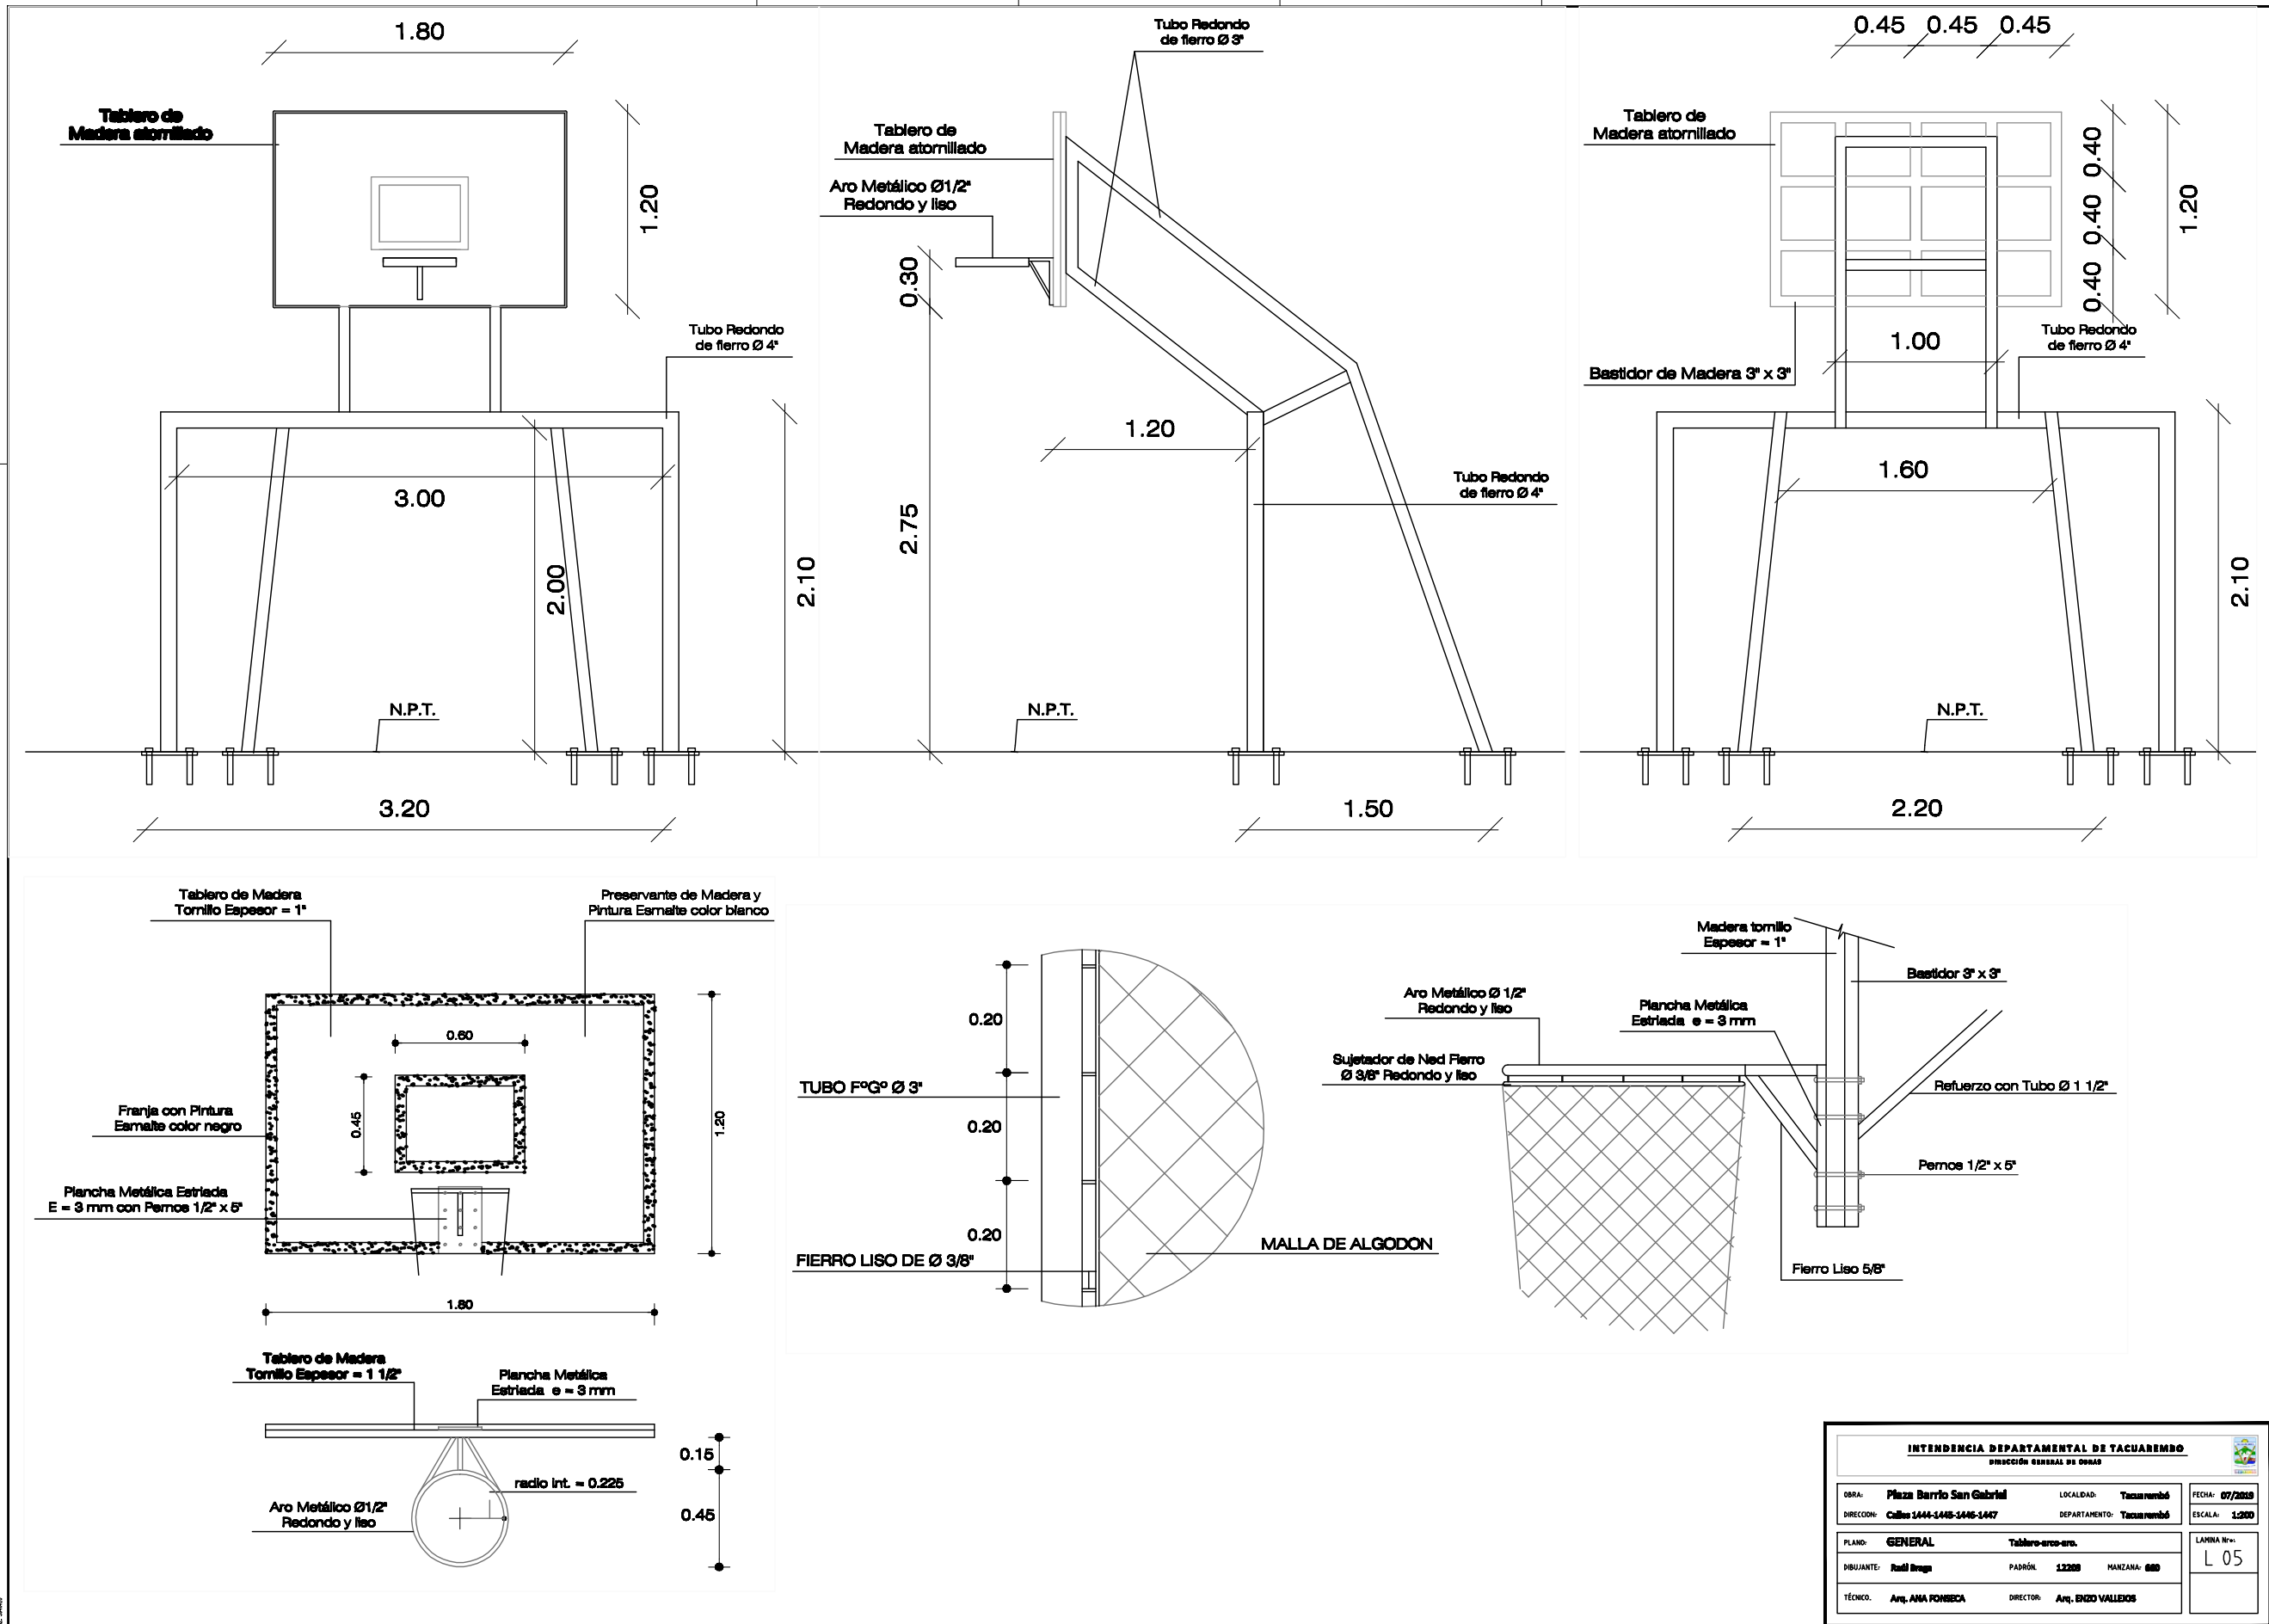 1.80
Tablero de
Madera atornillado
1.20
Tubo Redondo
de fierro Ø 4"
3.00
2.00
2.10
N.P.T.
3.20
Tubo Redondo
de fierro Ø 3"
Tablero de
Madera atornillado
Aro Metálico Ø1/2"
Redondo y liso
0.30
1.20
2.75
Tubo Redondo
de fierro Ø 4"
N.P.T.
1.50
0.45 0.45 0.45
Tablero de
Madera atornillado
0.40
0.40
0.40
1.20
1.00
Tubo Redondo
de fierro Ø 4"
Bastidor de Madera 3" x 3"
1.60
2.10
N.P.T.
2.20
Tablero de Madera
Tornillo Espesor = 1"
Preservante de Madera y
Pintura Esmalte color blanco
0.60
0.45
1.20
Franja con Pintura
Esmalte color negro
Plancha Metálica Estriada
E = 3 mm con Pernos 1/2" x 5"
1.80
Tablero de Madera
Tornillo Espesor = 1 1/2"
Plancha Metálica
Estriada e = 3 mm
0.15
radio int. = 0.225
Aro Metálico Ø1/2"
Redondo y liso
0.45
0.20
TUBO FºGº Ø 3"
0.20
0.20
FIERRO LISO DE Ø 3/8"
MALLA DE ALGODON
Madera tornillo
Espesor = 1"
Bastidor 3" x 3"
Aro Metálico Ø 1/2"
Redondo y liso
Plancha Metálica
Estriada e = 3 mm
Sujetador de Ned Fierro
Ø 3/8" Redondo y liso
Refuerzo con Tubo Ø 1 1/2"
Pernos 1/2" x 5"
Fierro Liso 5/8"
INTENDENCIA DEPARTAMENTAL DE TACUAREMBO
DIRECCIÓN GENERAL DE OBRAS
OBRA: Plaza Barrio San Gabriel LOCALIDAD: Tacuarembó FECHA: 07/2019
DIRECCION: Calles 1444-1445-1446-1447 DEPARTAMENTO: Tacuarembó ESCALA: 1:200
PLANO: GENERAL Tablero-arco-aro. LAMINA Nro:
L 05
DIBUJANTE: Raúl Braga PADRÓN. 12209 MANZANA: 660
TÉCNICO. Arq. ANA FONSECA DIRECTOR: Arq. ENZO VALLEJOS